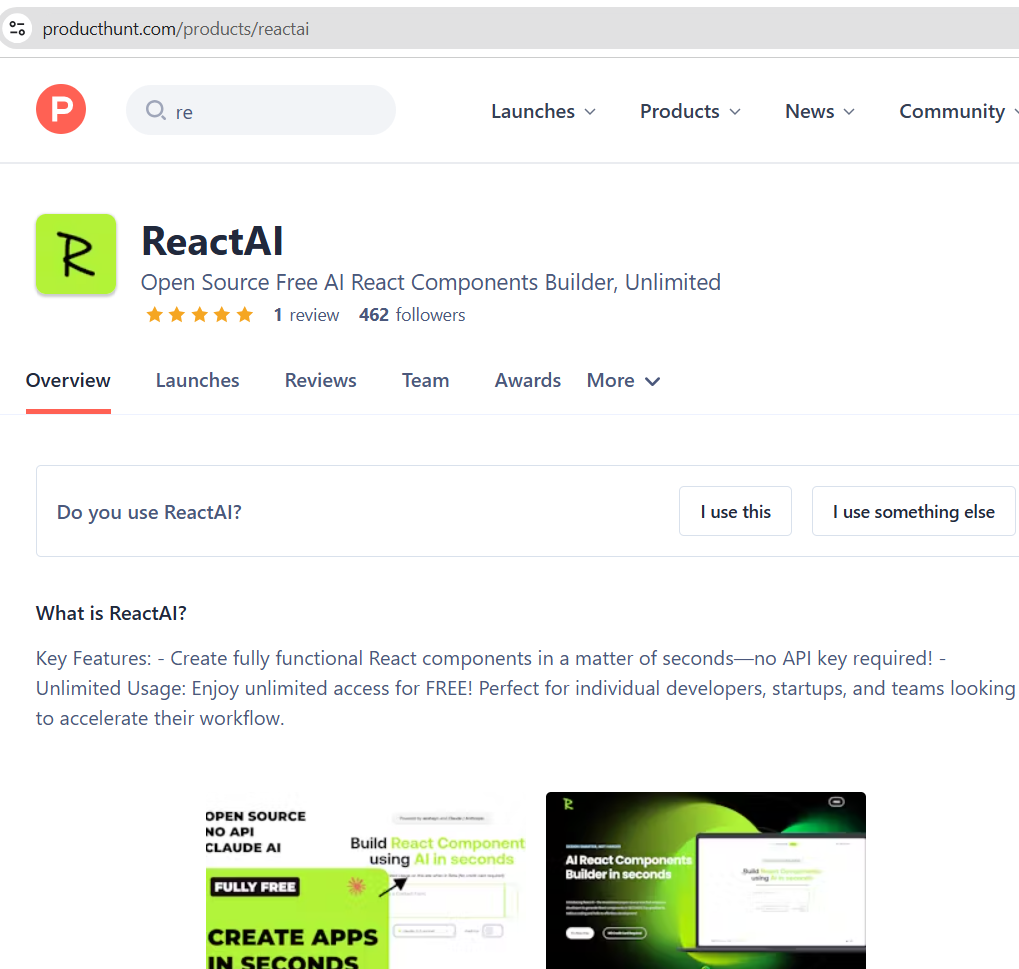 producthunt.com/products/reactai
P
re
Launches
Products
News
Community
R
ReactAI
Open Source Free AI React Components Builder, Unlimited
1 review 462 followers
Overview
Launches
Reviews
Team
Awards
More
Do you use ReactAI?
I use this
I use something else
What is ReactAI?
Key Features: - Create fully functional React components in a matter of seconds—no API key required! -
Unlimited Usage: Enjoy unlimited access for FREE! Perfect for individual developers, startups, and teams looking
to accelerate their workflow.
OPEN SOURCE
NO API
CLAUDE AI
FULLY FREE
CREATE APPS
IN SECONDS
Build React Component
using AI in seconds
R
AI React Components
Builder in seconds
Build React Components
using AI in seconds